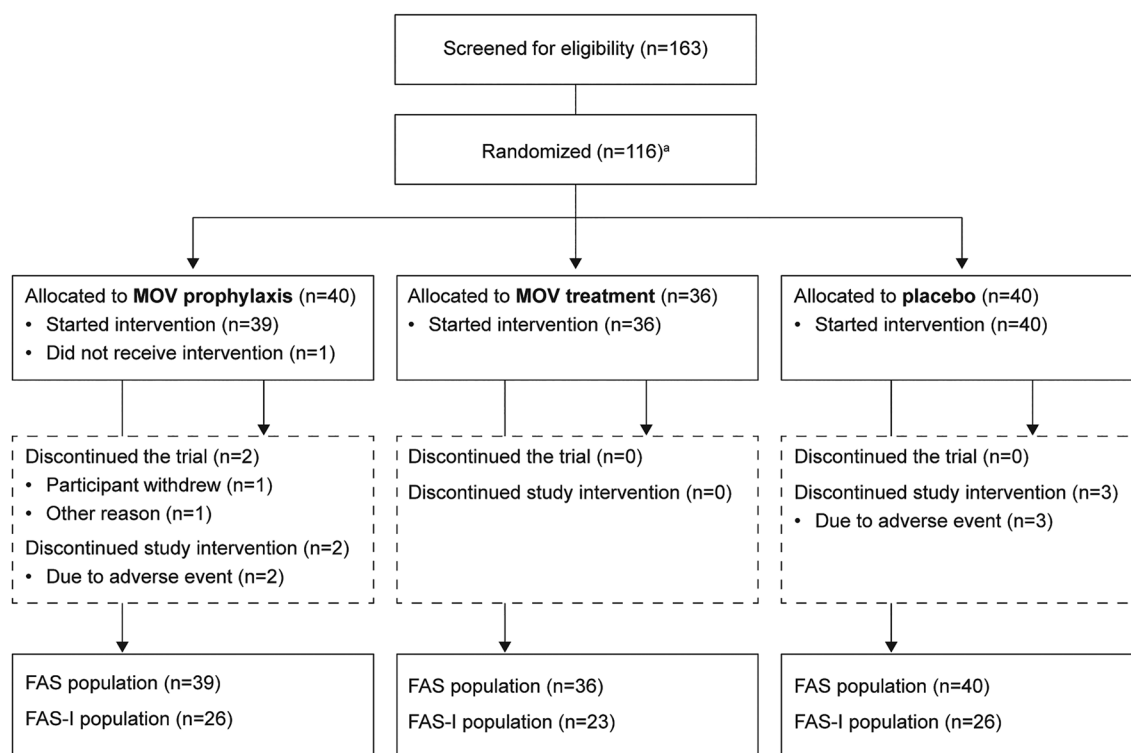 Screened for eligibility (n=163)
Randomized (n=116)ᵃ
Allocated to MOV prophylaxis (n=40)
• Started intervention (n=39)
• Did not receive intervention (n=1)
Allocated to MOV treatment (n=36)
• Started intervention (n=36)
Allocated to placebo (n=40)
• Started intervention (n=40)
Discontinued the trial (n=2)
• Participant withdrew (n=1)
• Other reason (n=1)
Discontinued study intervention (n=2)
• Due to adverse event (n=2)
Discontinued the trial (n=0)
Discontinued study intervention (n=0)
Discontinued the trial (n=0)
Discontinued study intervention (n=3)
• Due to adverse event (n=3)
FAS population (n=39)
FAS-I population (n=26)
FAS population (n=36)
FAS-I population (n=23)
FAS population (n=40)
FAS-I population (n=26)